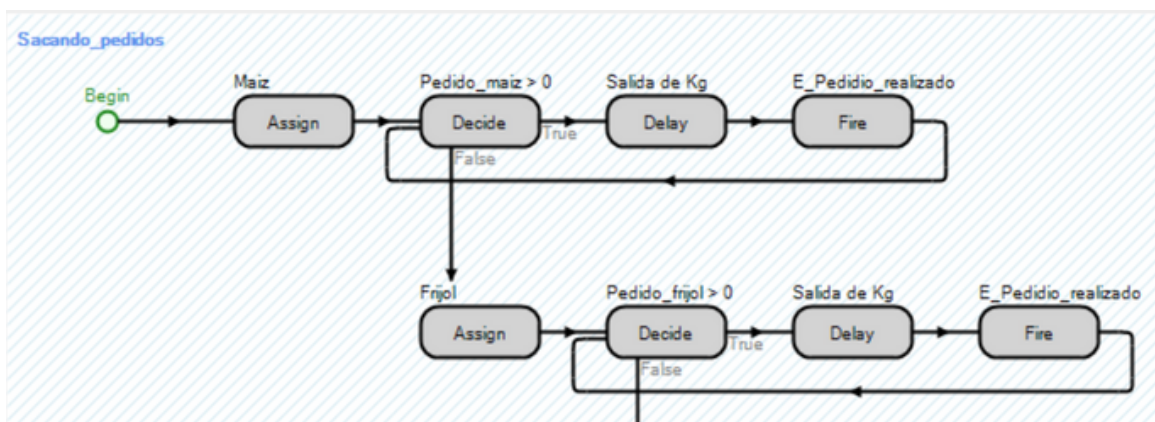 Sacando_pedidos
Begin
Maiz
Assign
Pedido_maiz > 0
Decide
True
False
Salida de Kg
Delay
E_Pedidio_realizado
Fire
Frijol
Assign
Pedido_frijol > 0
Decide
True
False
Salida de Kg
Delay
E_Pedidio_realizado
Fire